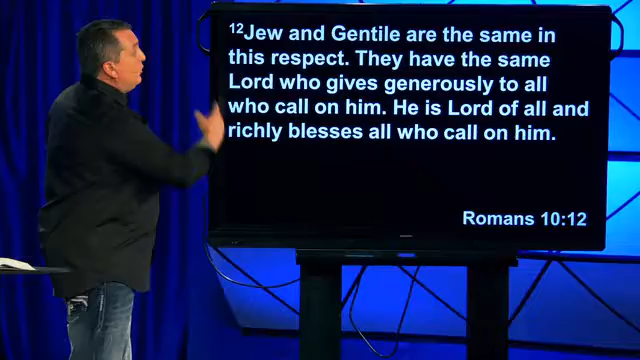 ¹²Jew and Gentile are the same in
this respect. They have the same
Lord who gives generously to all
who call on him. He is Lord of all and
richly blesses all who call on him.
Romans 10:12